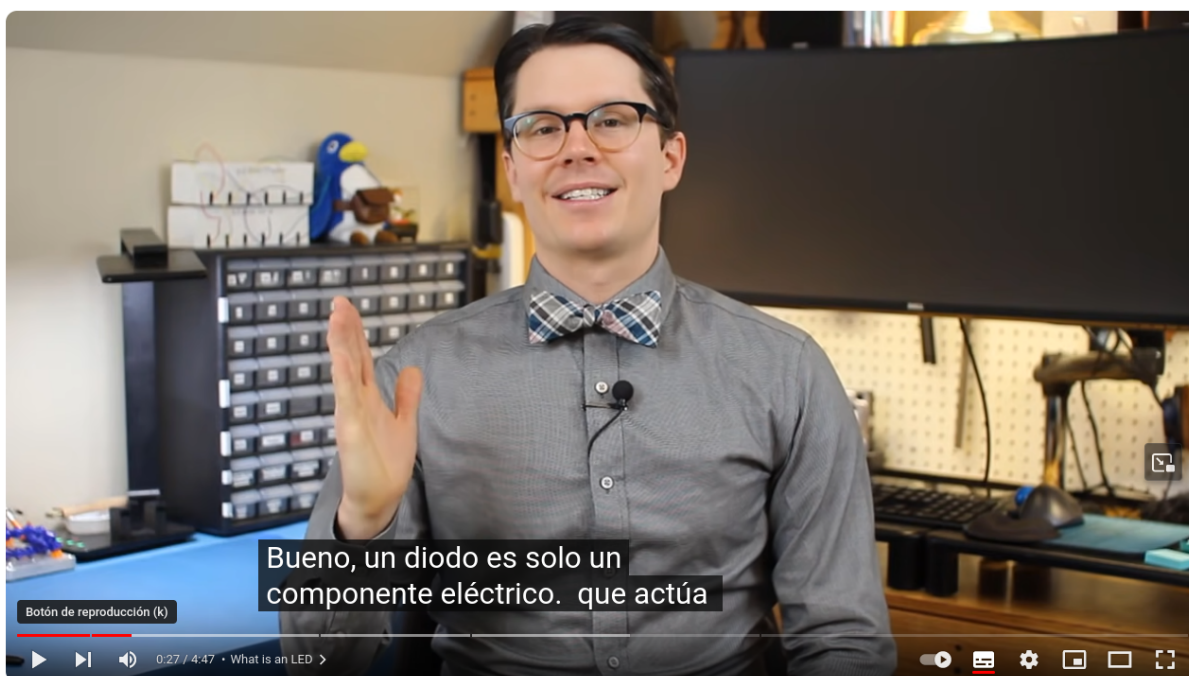 Bueno, un diodo es solo un
componente eléctrico.  que actúa
Botón de reproducción (k)
0:27 / 4:47 • What is an LED